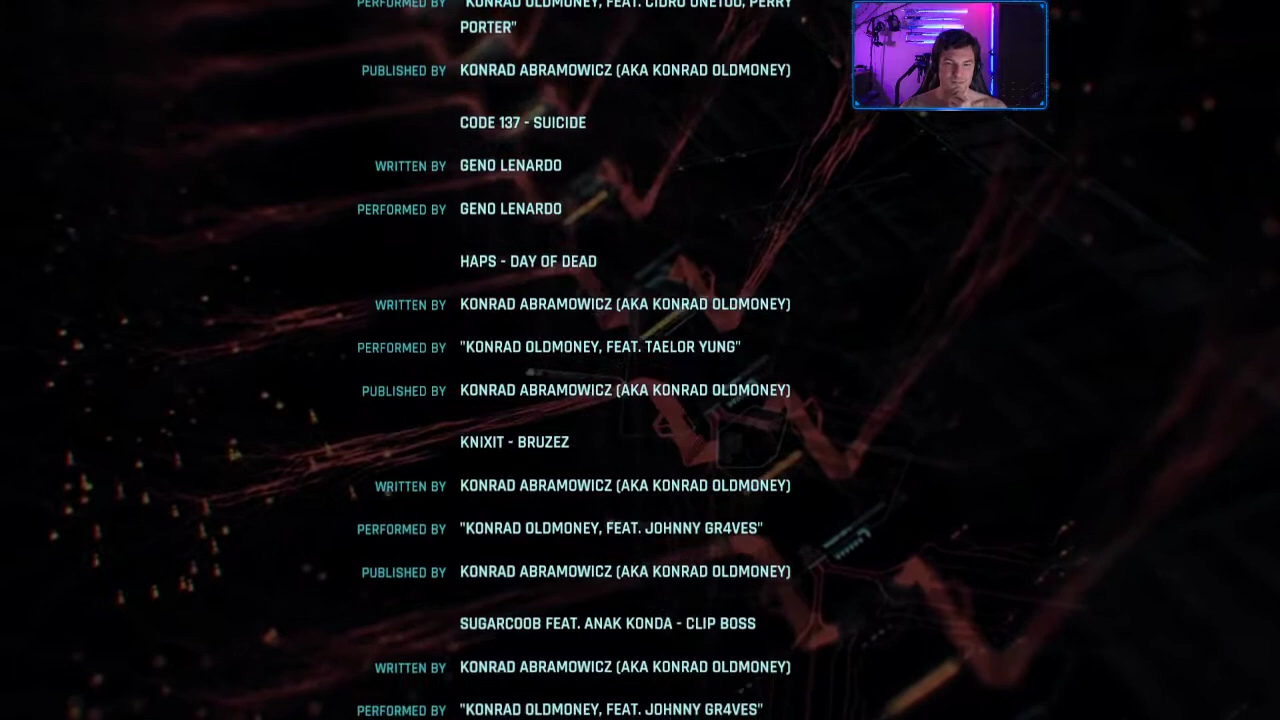 PERFORMED BY "KONRAD OLDMONEY, FEAT. CIDRO ONETOO, PERRY
PORTER"
PUBLISHED BY KONRAD ABRAMOWICZ (AKA KONRAD OLDMONEY)
CODE 137 - SUICIDE
WRITTEN BY GENO LENARDO
PERFORMED BY GENO LENARDO
HAPS - DAY OF DEAD
WRITTEN BY KONRAD ABRAMOWICZ (AKA KONRAD OLDMONEY)
PERFORMED BY "KONRAD OLDMONEY, FEAT. TAELOR YUNG"
PUBLISHED BY KONRAD ABRAMOWICZ (AKA KONRAD OLDMONEY)
KNIXIT - BRUZEZ
WRITTEN BY KONRAD ABRAMOWICZ (AKA KONRAD OLDMONEY)
PERFORMED BY "KONRAD OLDMONEY, FEAT. JOHNNY GR4VES"
PUBLISHED BY KONRAD ABRAMOWICZ (AKA KONRAD OLDMONEY)
SUGARCOOB FEAT. ANAK KONDA - CLIP BOSS
WRITTEN BY KONRAD ABRAMOWICZ (AKA KONRAD OLDMONEY)
PERFORMED BY "KONRAD OLDMONEY, FEAT. JOHNNY GR4VES"